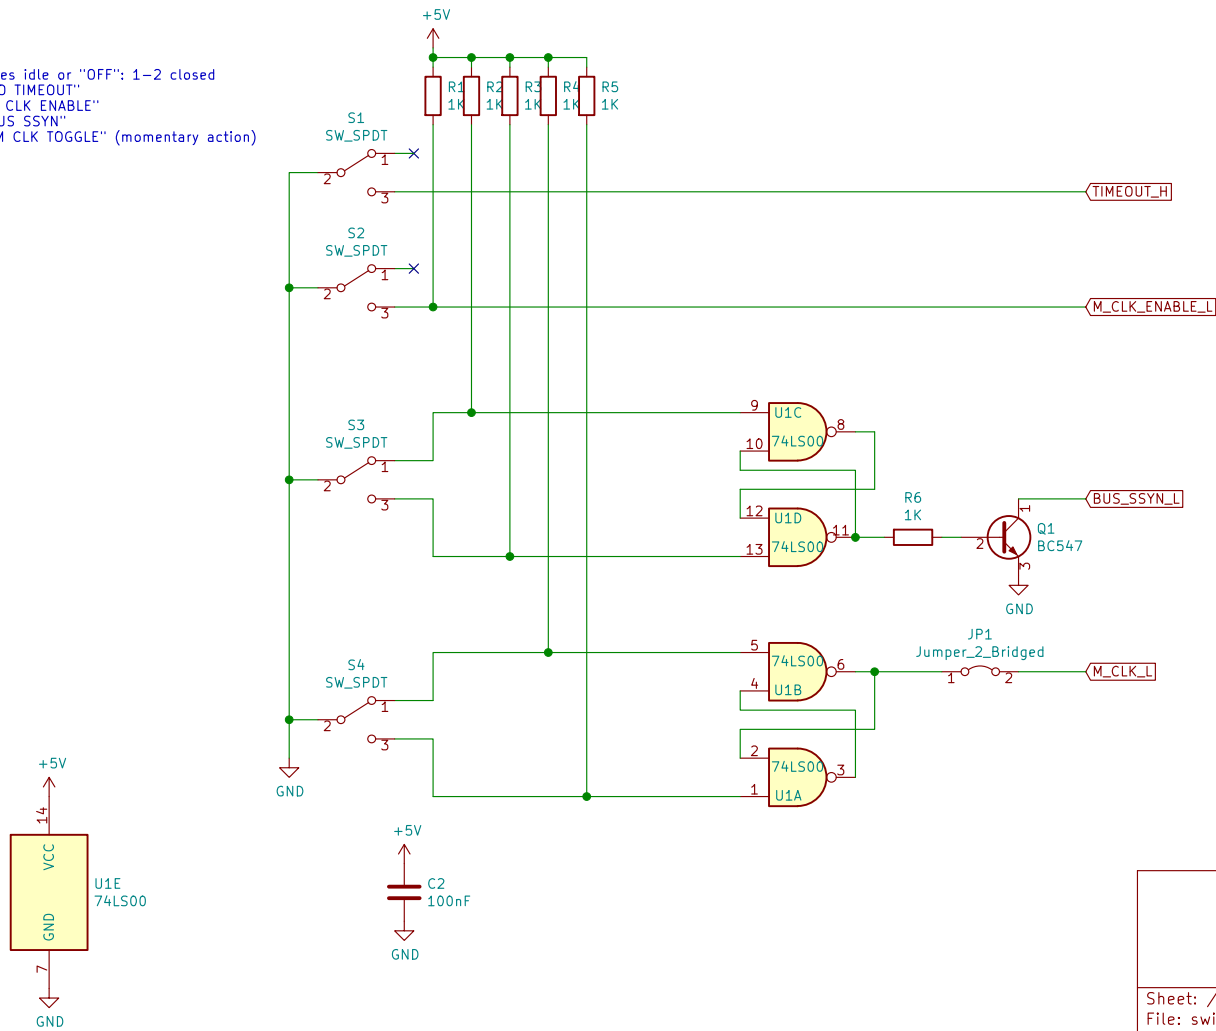 +5V
es idle or "OFF": 1-2 closed
TIMEOUT"
CLK ENABLE"
SSYN"
CLK TOGGLE" (momentary action)
R1 R2 R3 R4 R5
1K 1K 1K 1K 1K
S1
SW_SPDT
1
2
3
TIMEOUT_H
S2
SW_SPDT
1
2
3
M_CLK_ENABLE_L
S3
SW_SPDT
1
2
3
9 U1C 8
10 74LS00
12 U1D 11
13 74LS00
R6
1K
BUS_SSYN_L
1
2
3
Q1
BC547
GND
S4
SW_SPDT
1
2
3
5 74LS00 6
4 U1B
2 74LS00 3
1 U1A
JP1
Jumper_2_Bridged
1 2
M_CLK_L
GND
+5V
14
VCC
GND
7
U1E
74LS00
GND
+5V
C2
100nF
GND
Sheet: /
File: swi